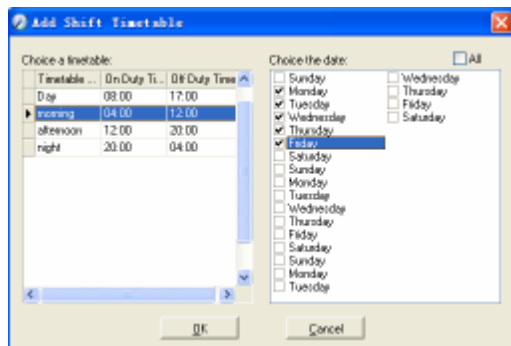 Add Shift Timetable
Choice a timetable:
Timetable ... On Duty Ti... Off Duty Time
Day 08:00 17:00
morning 04:00 12:00
afternoon 12:00 20:00
night 20:00 04:00
Choice the date:
All
Sunday
Monday
Tuesday
Wednesday
Thursday
Friday
Saturday
Sunday
Monday
Tuesday
Wednesday
Thursday
Friday
Saturday
Sunday
Monday
Tuesday
Wednesday
Thursday
Friday
Saturday
OK
Cancel